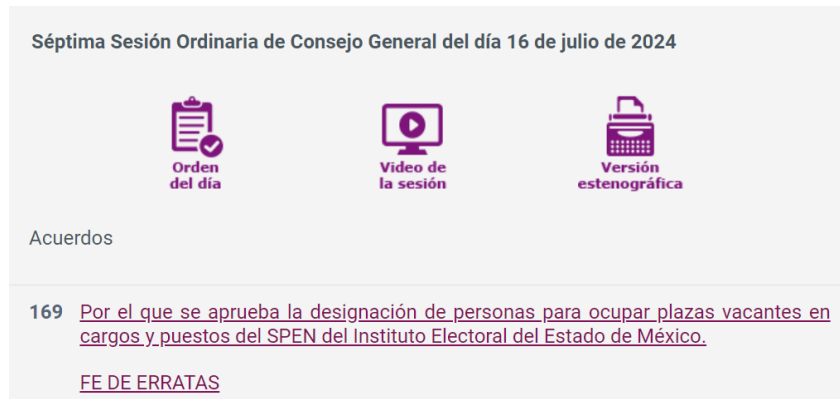 Séptima Sesión Ordinaria de Consejo General del día 16 de julio de 2024
Orden
del día
Video de
la sesión
Versión
estenográfica
Acuerdos
169 Por el que se aprueba la designación de personas para ocupar plazas vacantes en
cargos y puestos del SPEN del Instituto Electoral del Estado de México.
FE DE ERRATAS